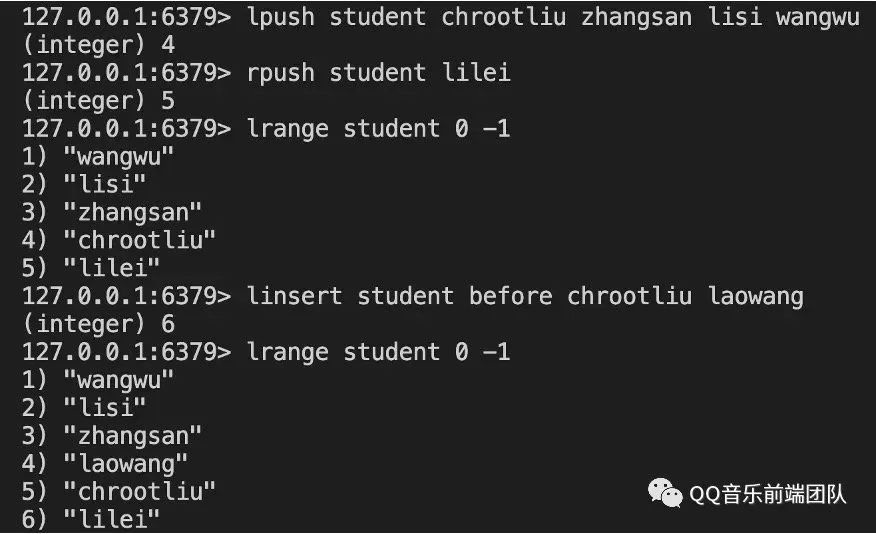 127.0.0.1:6379> lpush student chrootliu zhangsan lisi wangwu
(integer) 4
127.0.0.1:6379> rpush student lilei
(integer) 5
127.0.0.1:6379> lrange student 0 -1
1) "wangwu"
2) "lisi"
3) "zhangsan"
4) "chrootliu"
5) "lilei"
127.0.0.1:6379> linsert student before chrootliu laowang
(integer) 6
127.0.0.1:6379> lrange student 0 -1
1) "wangwu"
2) "lisi"
3) "zhangsan"
4) "laowang"
5) "chrootliu"
6) "lilei"
QQ音乐前端团队